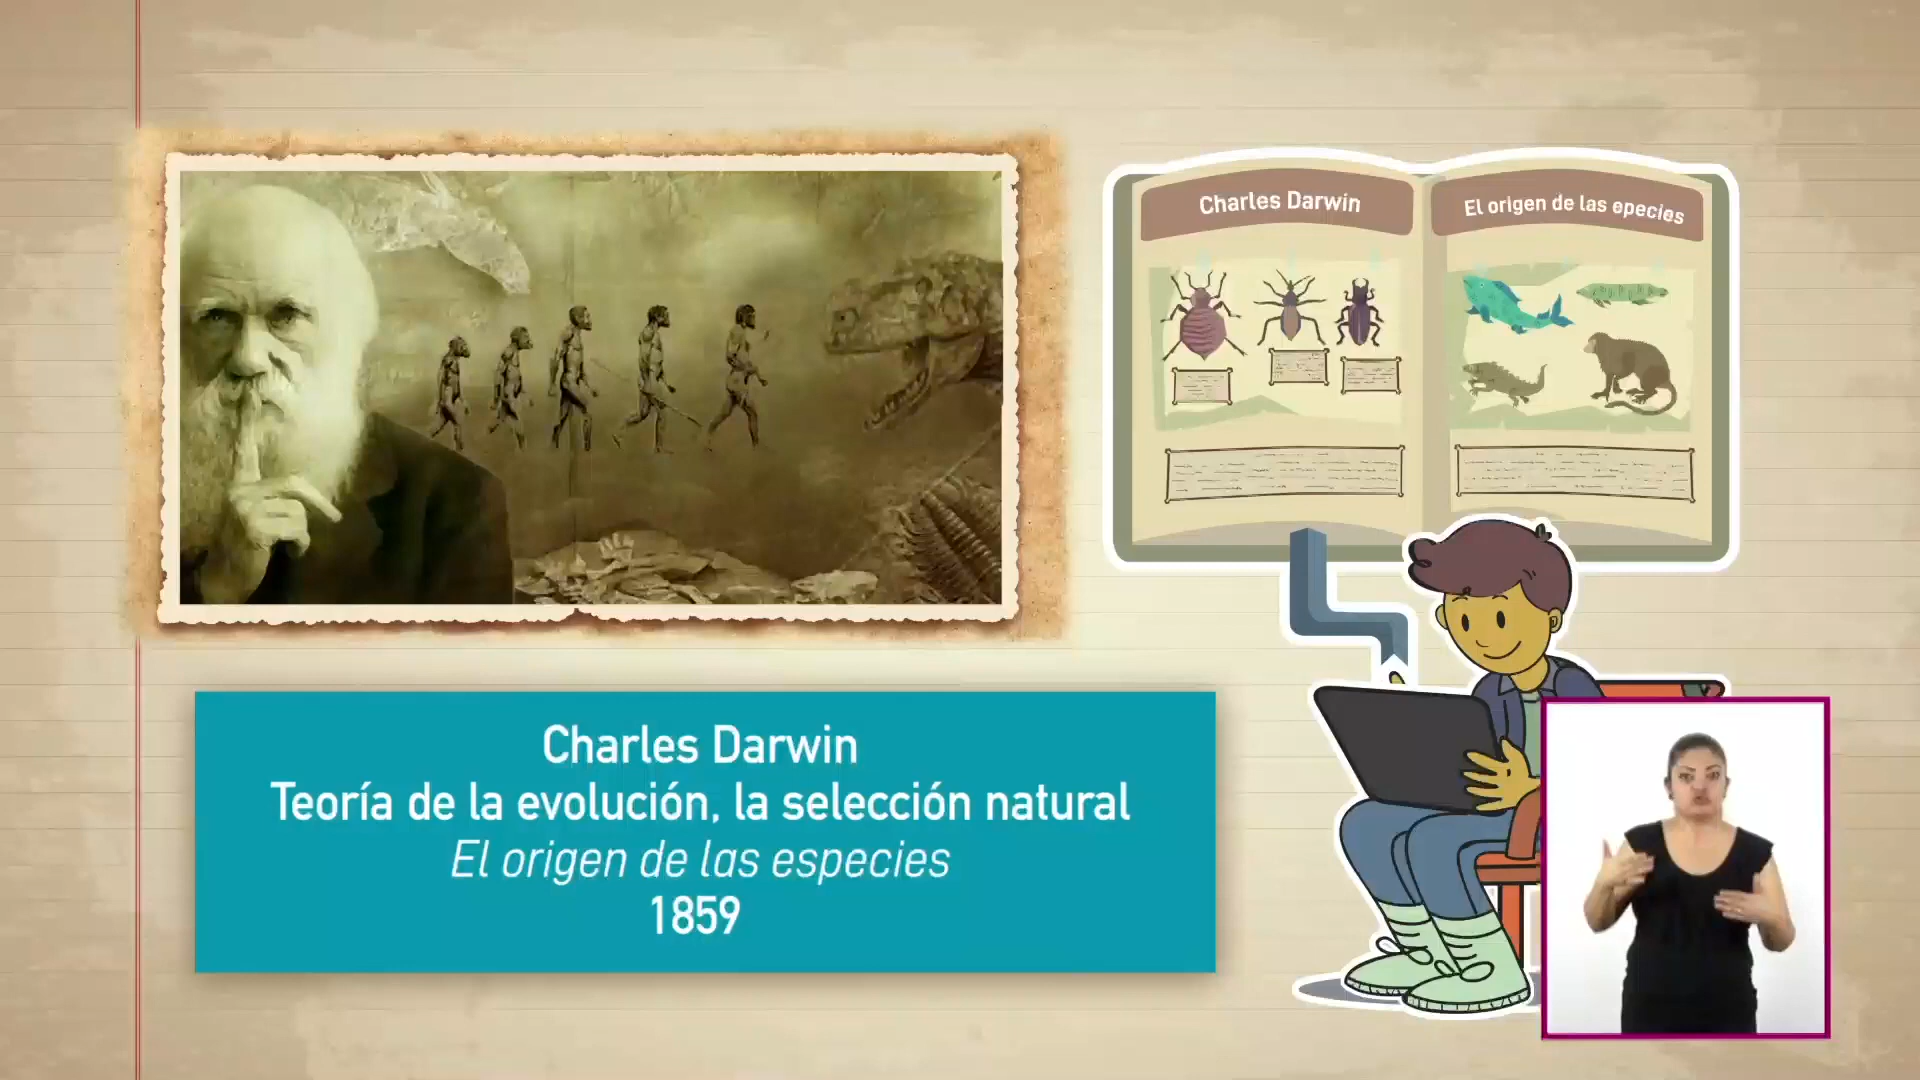 Charles Darwin
El origen de las epecies
Charles Darwin
Teoría de la evolución, la selección natural
El origen de las especies
1859